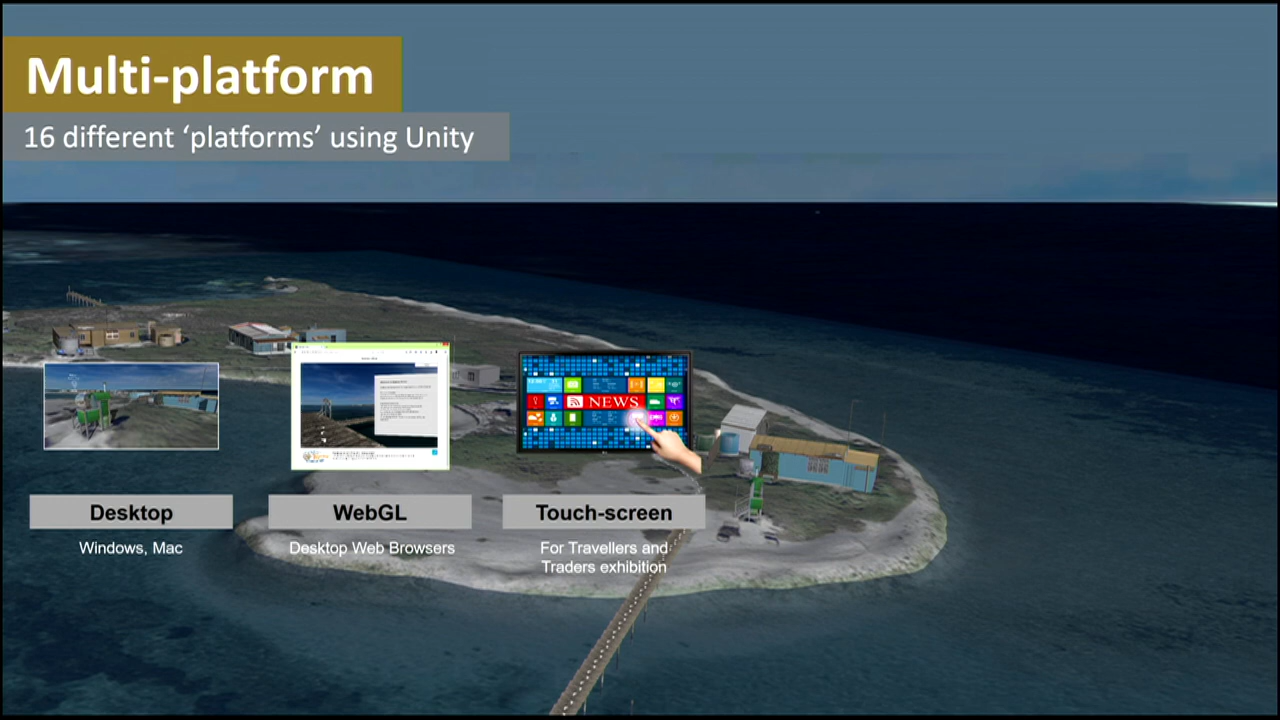 Multi-platform
16 different ‘platforms’ using Unity
NEWS
Desktop
WebGL
Touch-screen
Windows, Mac
Desktop Web Browsers
For Travellers and
Traders exhibition